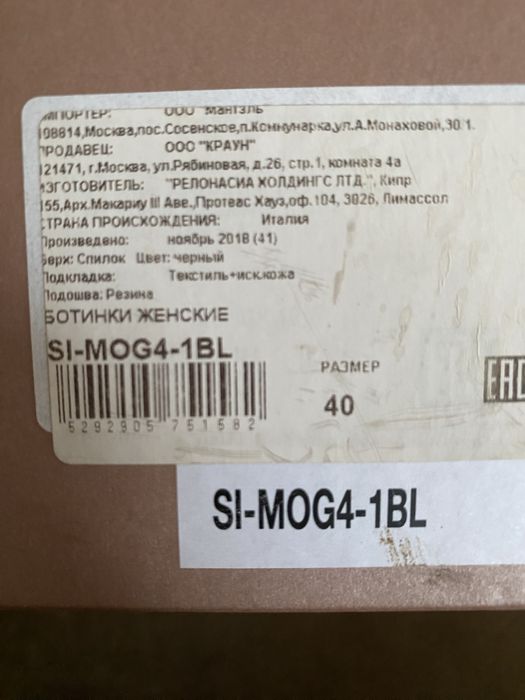 ИМПОРТЕР: ООО "МАНТЭЛЬ"
108814,Москва,пос.Сосенское,п.Коммунарка,ул.А.Монаховой,30.1.
ПРОДАВЕЦ: ООО "КРАУН"
121471, г.Москва, ул.Рябиновая, д.26, стр.1, комната 4а
ИЗГОТОВИТЕЛЬ: "РЕЛОНАСИА ХОЛДИНГС ЛТД.", Кипр
155,Арх.Макариу III Аве.,Протеас Хауз,оф.104, 3026, Лимассол
СТРАНА ПРОИСХОЖДЕНИЯ: Италия
Произведено: ноябрь 2018 (41)
Верх: Спилок Цвет: черный
Подкладка: Текстиль+иск.кожа
Подошва: Резина
БОТИНКИ ЖЕНСКИЕ
SI-MOG4-1BL
РАЗМЕР
40
EAC
5292905 751582
SI-MOG4-1BL